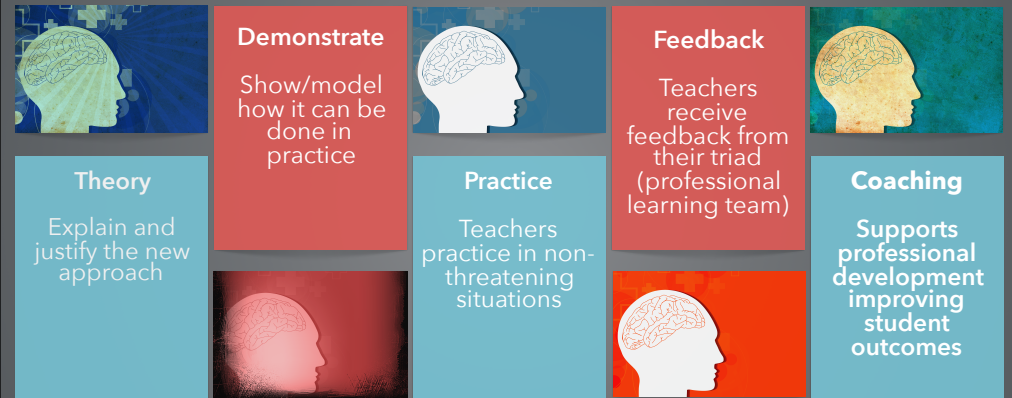 Theory
Explain and
justify the new
approach
Demonstrate
Show/model
how it can be
done in
practice
Practice
Teachers
practice in non-
threatening
situations
Feedback
Teachers
receive
feedback from
their triad
(professional
learning team)
Coaching
Supports
professional
development
improving
student
outcomes